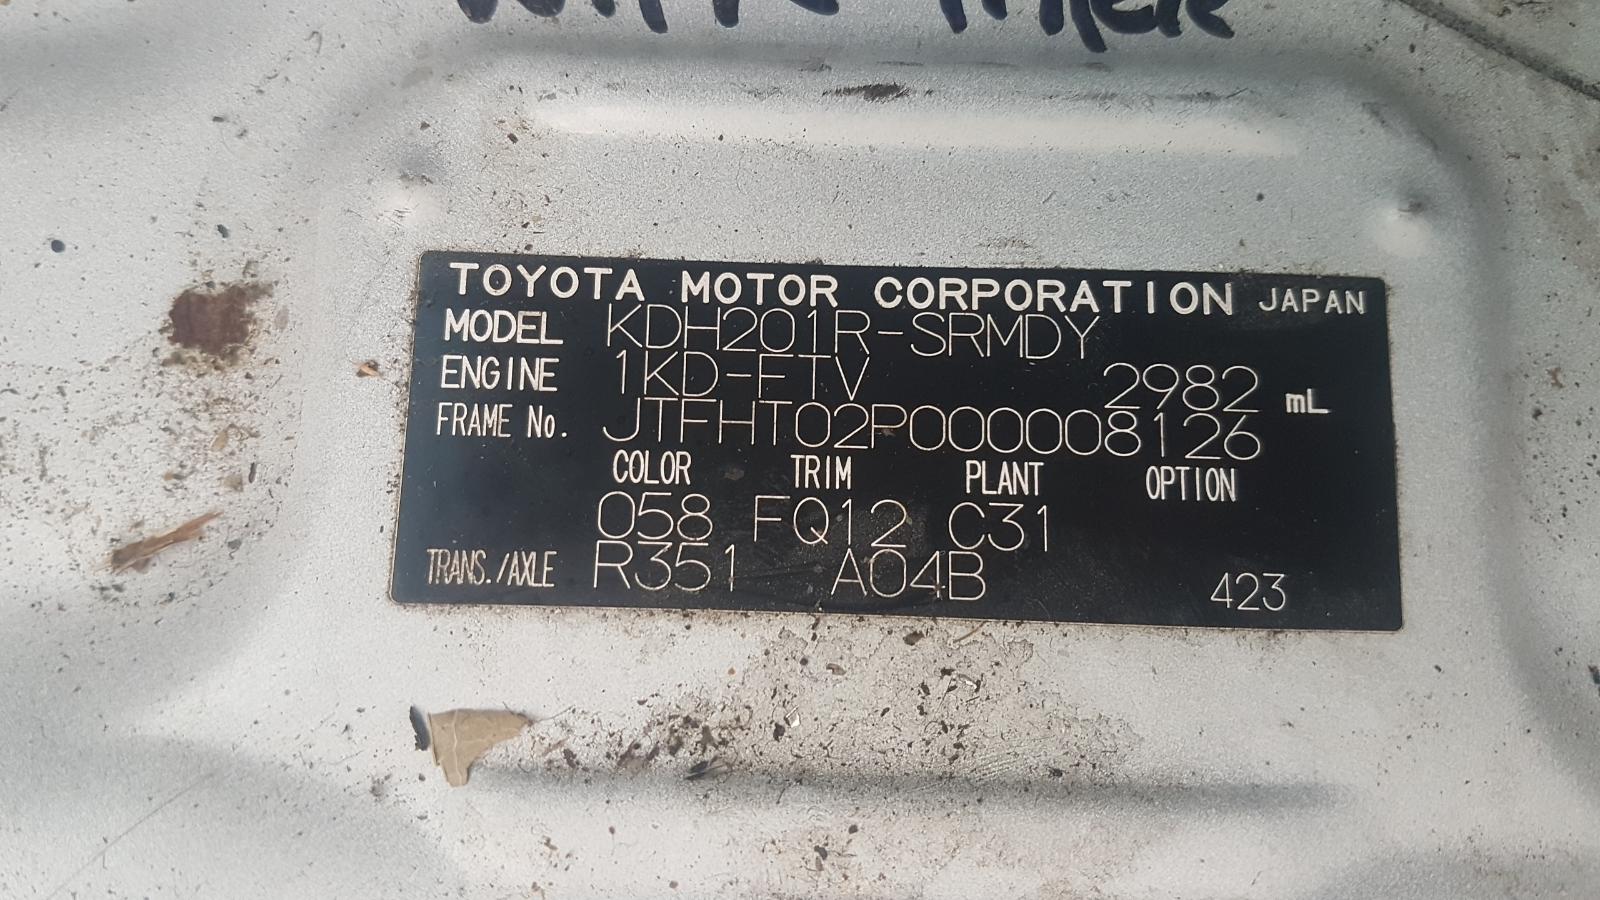 TOYOTA MOTOR CORPORATION JAPAN
MODEL KDH201R-SRMDY
ENGINE 1KD-FTV 2982 mL
FRAME No. JTFHT02P000008126
COLOR TRIM PLANT OPTION
058 FQ12 C31
TRANS./AXLE R351 A04B 423